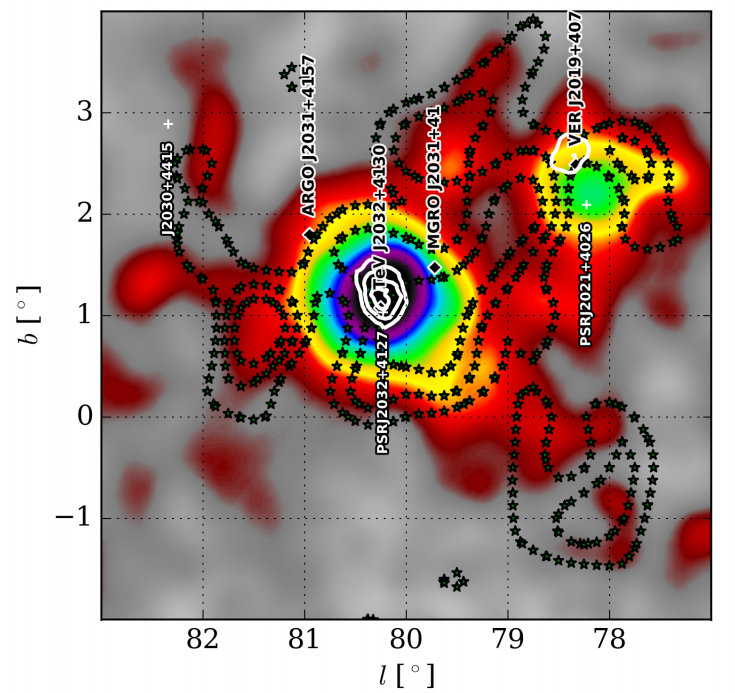 VER J2019+407
ARGO J2031+4157
3
MGRO J2031+41
J2030+4415
TeV J2032+4130
2
PSRJ2021+4026
b [°]
1
PSRJ2032+4127
0
−1
82 81 80 79 78
l [°]